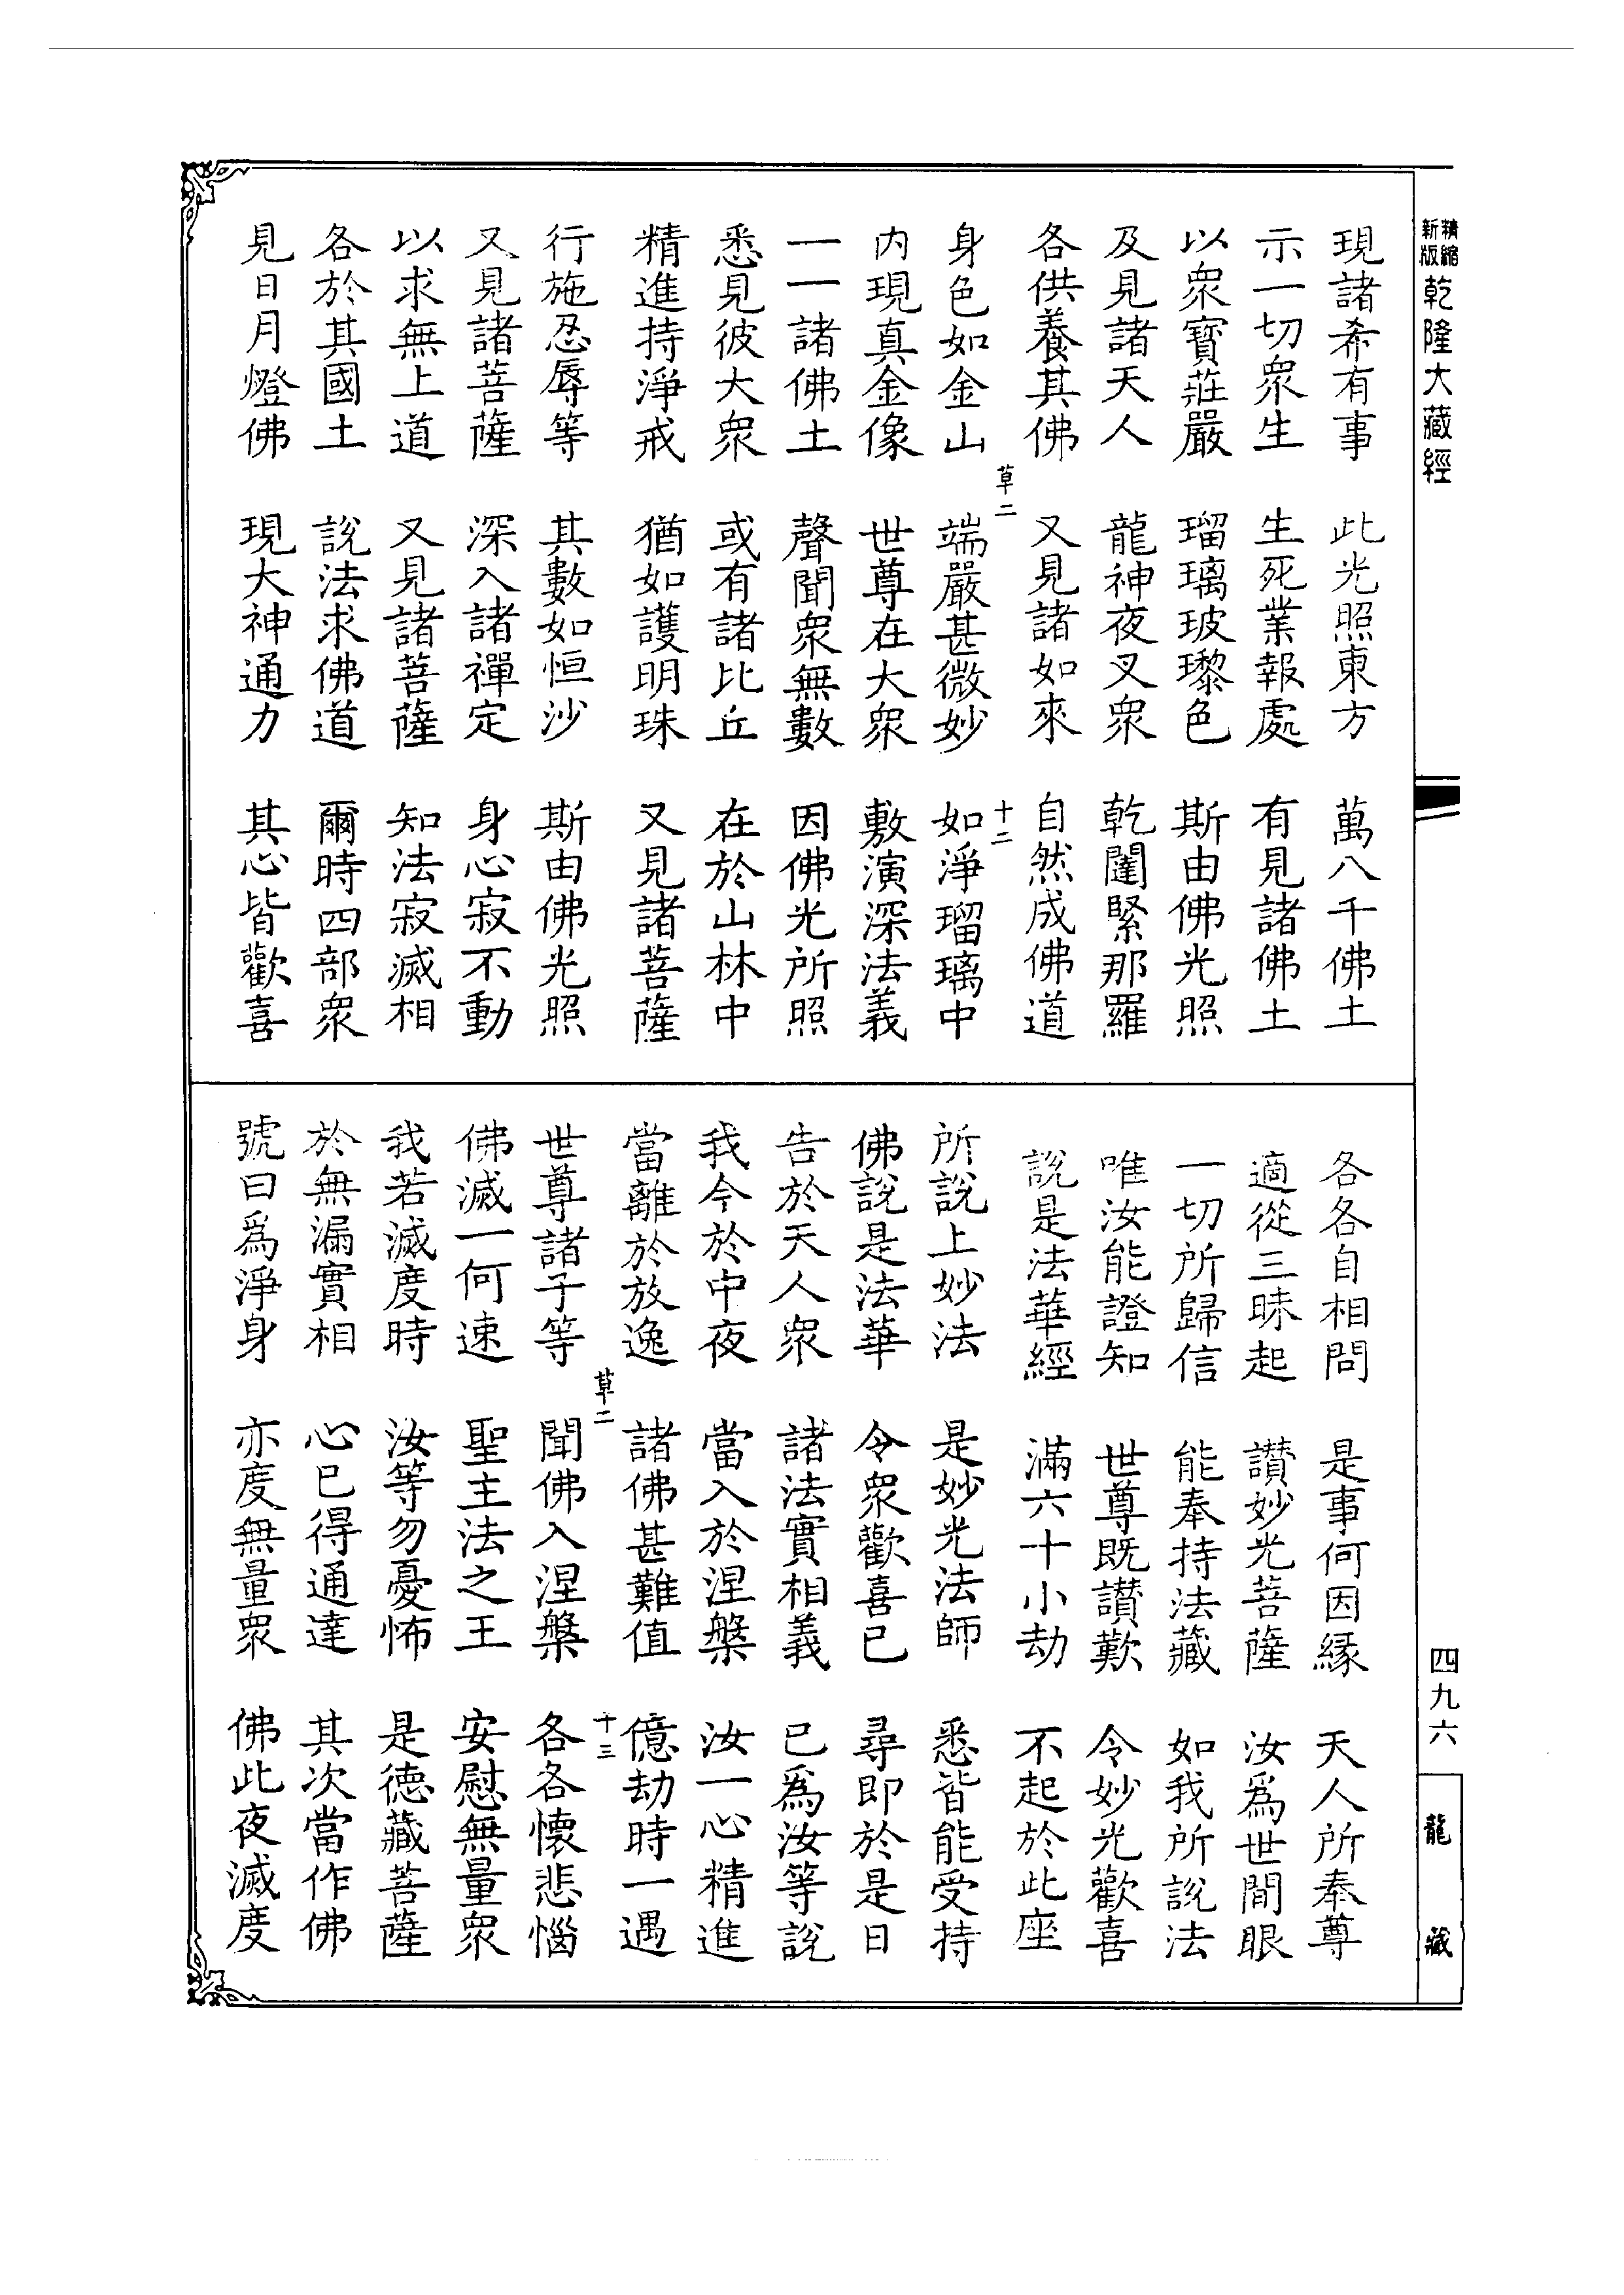 精縮新版乾隆大藏經
四九六
龍藏
現諸希有事 此光照東方 萬八千佛土
示一切衆生 生死業報處 有見諸佛土
以衆寶莊嚴 瑠璃玻瓈色 斯由佛光照
及見諸天人 龍神夜叉衆 乾闥緊那羅
各供養其佛 又見諸如來 自然成佛道
草二 十二
身色如金山 端嚴甚微妙 如淨瑠璃中
内現真金像 世尊在大衆 敷演深法義
一一諸佛土 聲聞衆無數 因佛光所照
悉見彼大衆 或有諸比丘 在於山林中
精進持淨戒 猶如護明珠 又見諸菩薩
行施忍辱等 其數如恒沙 斯由佛光照
又見諸菩薩 深入諸禪定 身心寂不動
以求無上道 又見諸菩薩 知法寂滅相
各於其國土 說法求佛道 爾時四部衆
見日月燈佛 現大神通力 其心皆歡喜
各各自相問 是事何因緣 天人所奉尊
適從三昧起 讚妙光菩薩 汝爲世間眼
一切所歸信 能奉持法藏 如我所說法
唯汝能證知 世尊既讚歎 令妙光歡喜
說是法華經 滿六十小劫 不起於此座
所說上妙法 是妙光法師 悉皆能受持
佛說是法華 令衆歡喜已 尋即於是日
告於天人衆 諸法實相義 已爲汝等說
我今於中夜 當入於涅槃 汝一心精進
當離於放逸 諸佛甚難值 億劫時一遇
草二 十三
世尊諸子等 聞佛入涅槃 各各懷悲惱
佛滅一何速 聖主法之王 安慰無量衆
我若滅度時 汝等勿憂怖 是德藏菩薩
於無漏實相 心已得通達 其次當作佛
號曰爲淨身 亦度無量衆 佛此夜滅度